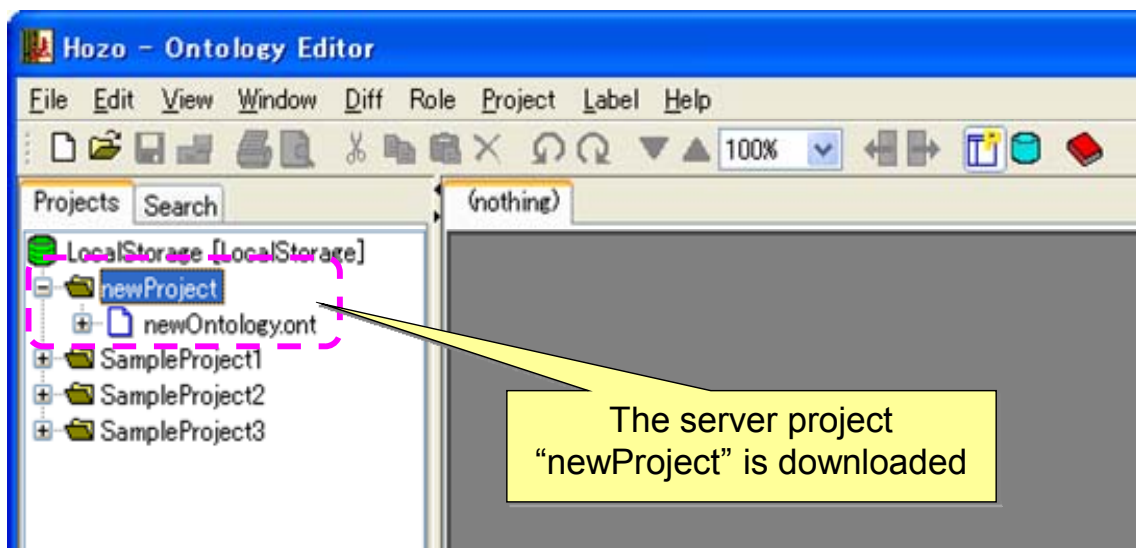 Hozo - Ontology Editor
File Edit View Window Diff Role Project Label Help
100%
Projects Search (nothing)
LocalStorage [LocalStorage]
newProject
newOntology.ont
SampleProject1
SampleProject2
SampleProject3
The server project
“newProject” is downloaded